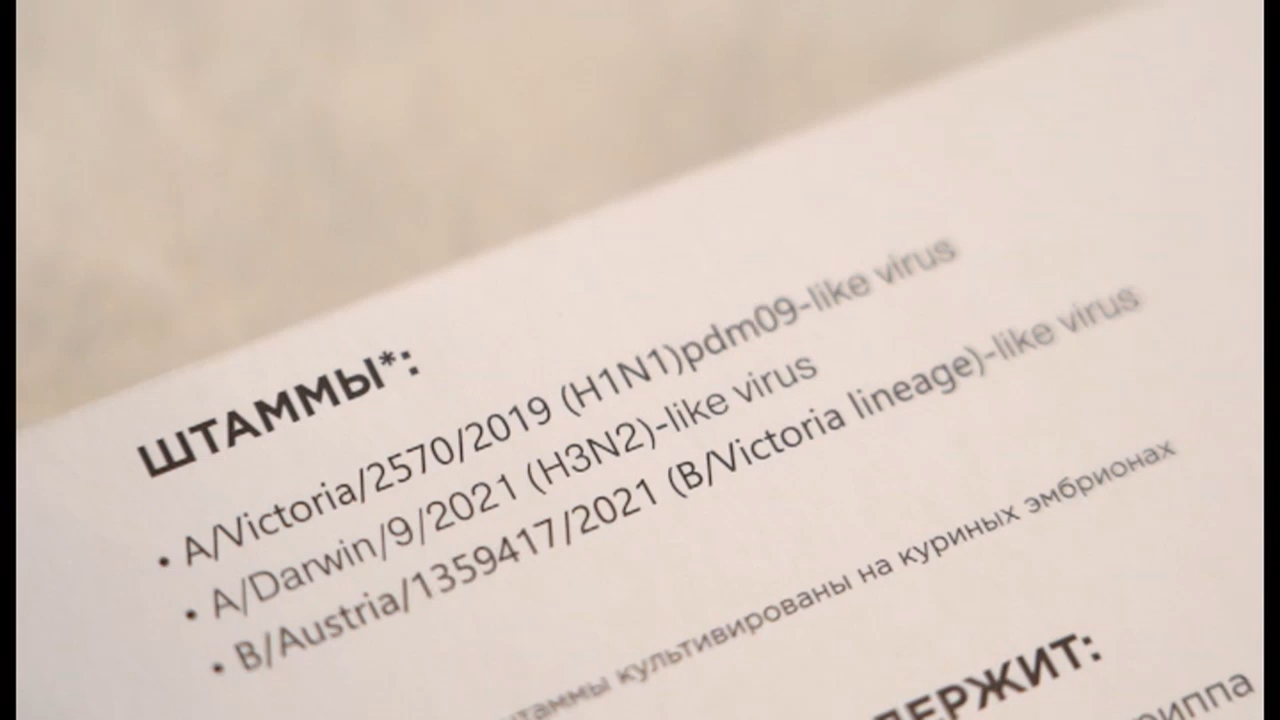 ШТАММЫ*:
• A/Victoria/2570/2019 (H1N1)pdm09-like virus
• A/Darwin/9/2021 (H3N2)-like virus
• B/Austria/1359417/2021 (B/Victoria lineage)-like virus
культивированы на куриных эмбрионах